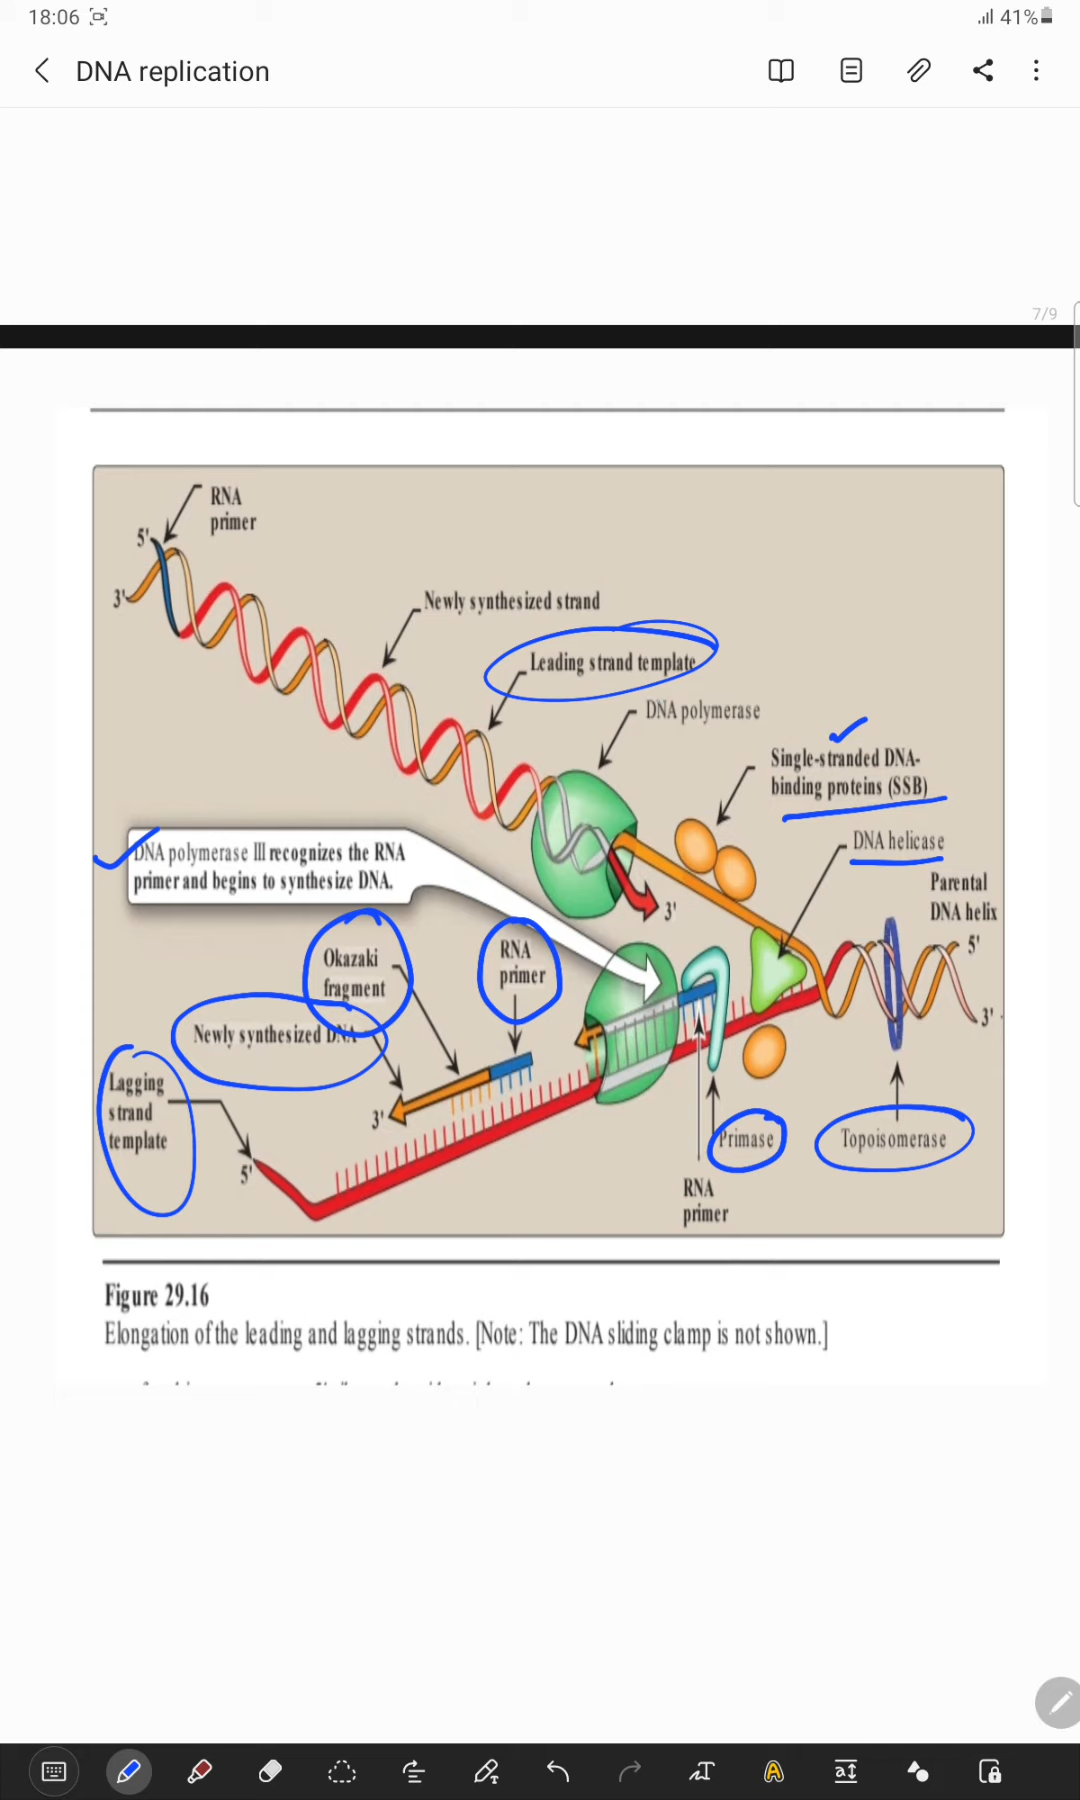 18:06
41%
DNA replication
7/9
RNA
primer
5'
3'
Newly synthesized strand
Leading strand template
DNA polymerase
Single-stranded DNA-
binding proteins (SSB)
DNA helicase
Parental
DNA helix
DNA polymerase III recognizes the RNA
primer and begins to synthesize DNA.
3'
5'
3'
Okazaki
fragment
RNA
primer
Newly synthesized DNA
Lagging
strand
template
3'
5'
Primase
Topoisomerase
RNA
primer
Figure 29.16
Elongation of the leading and lagging strands. [Note: The DNA sliding clamp is not shown.]